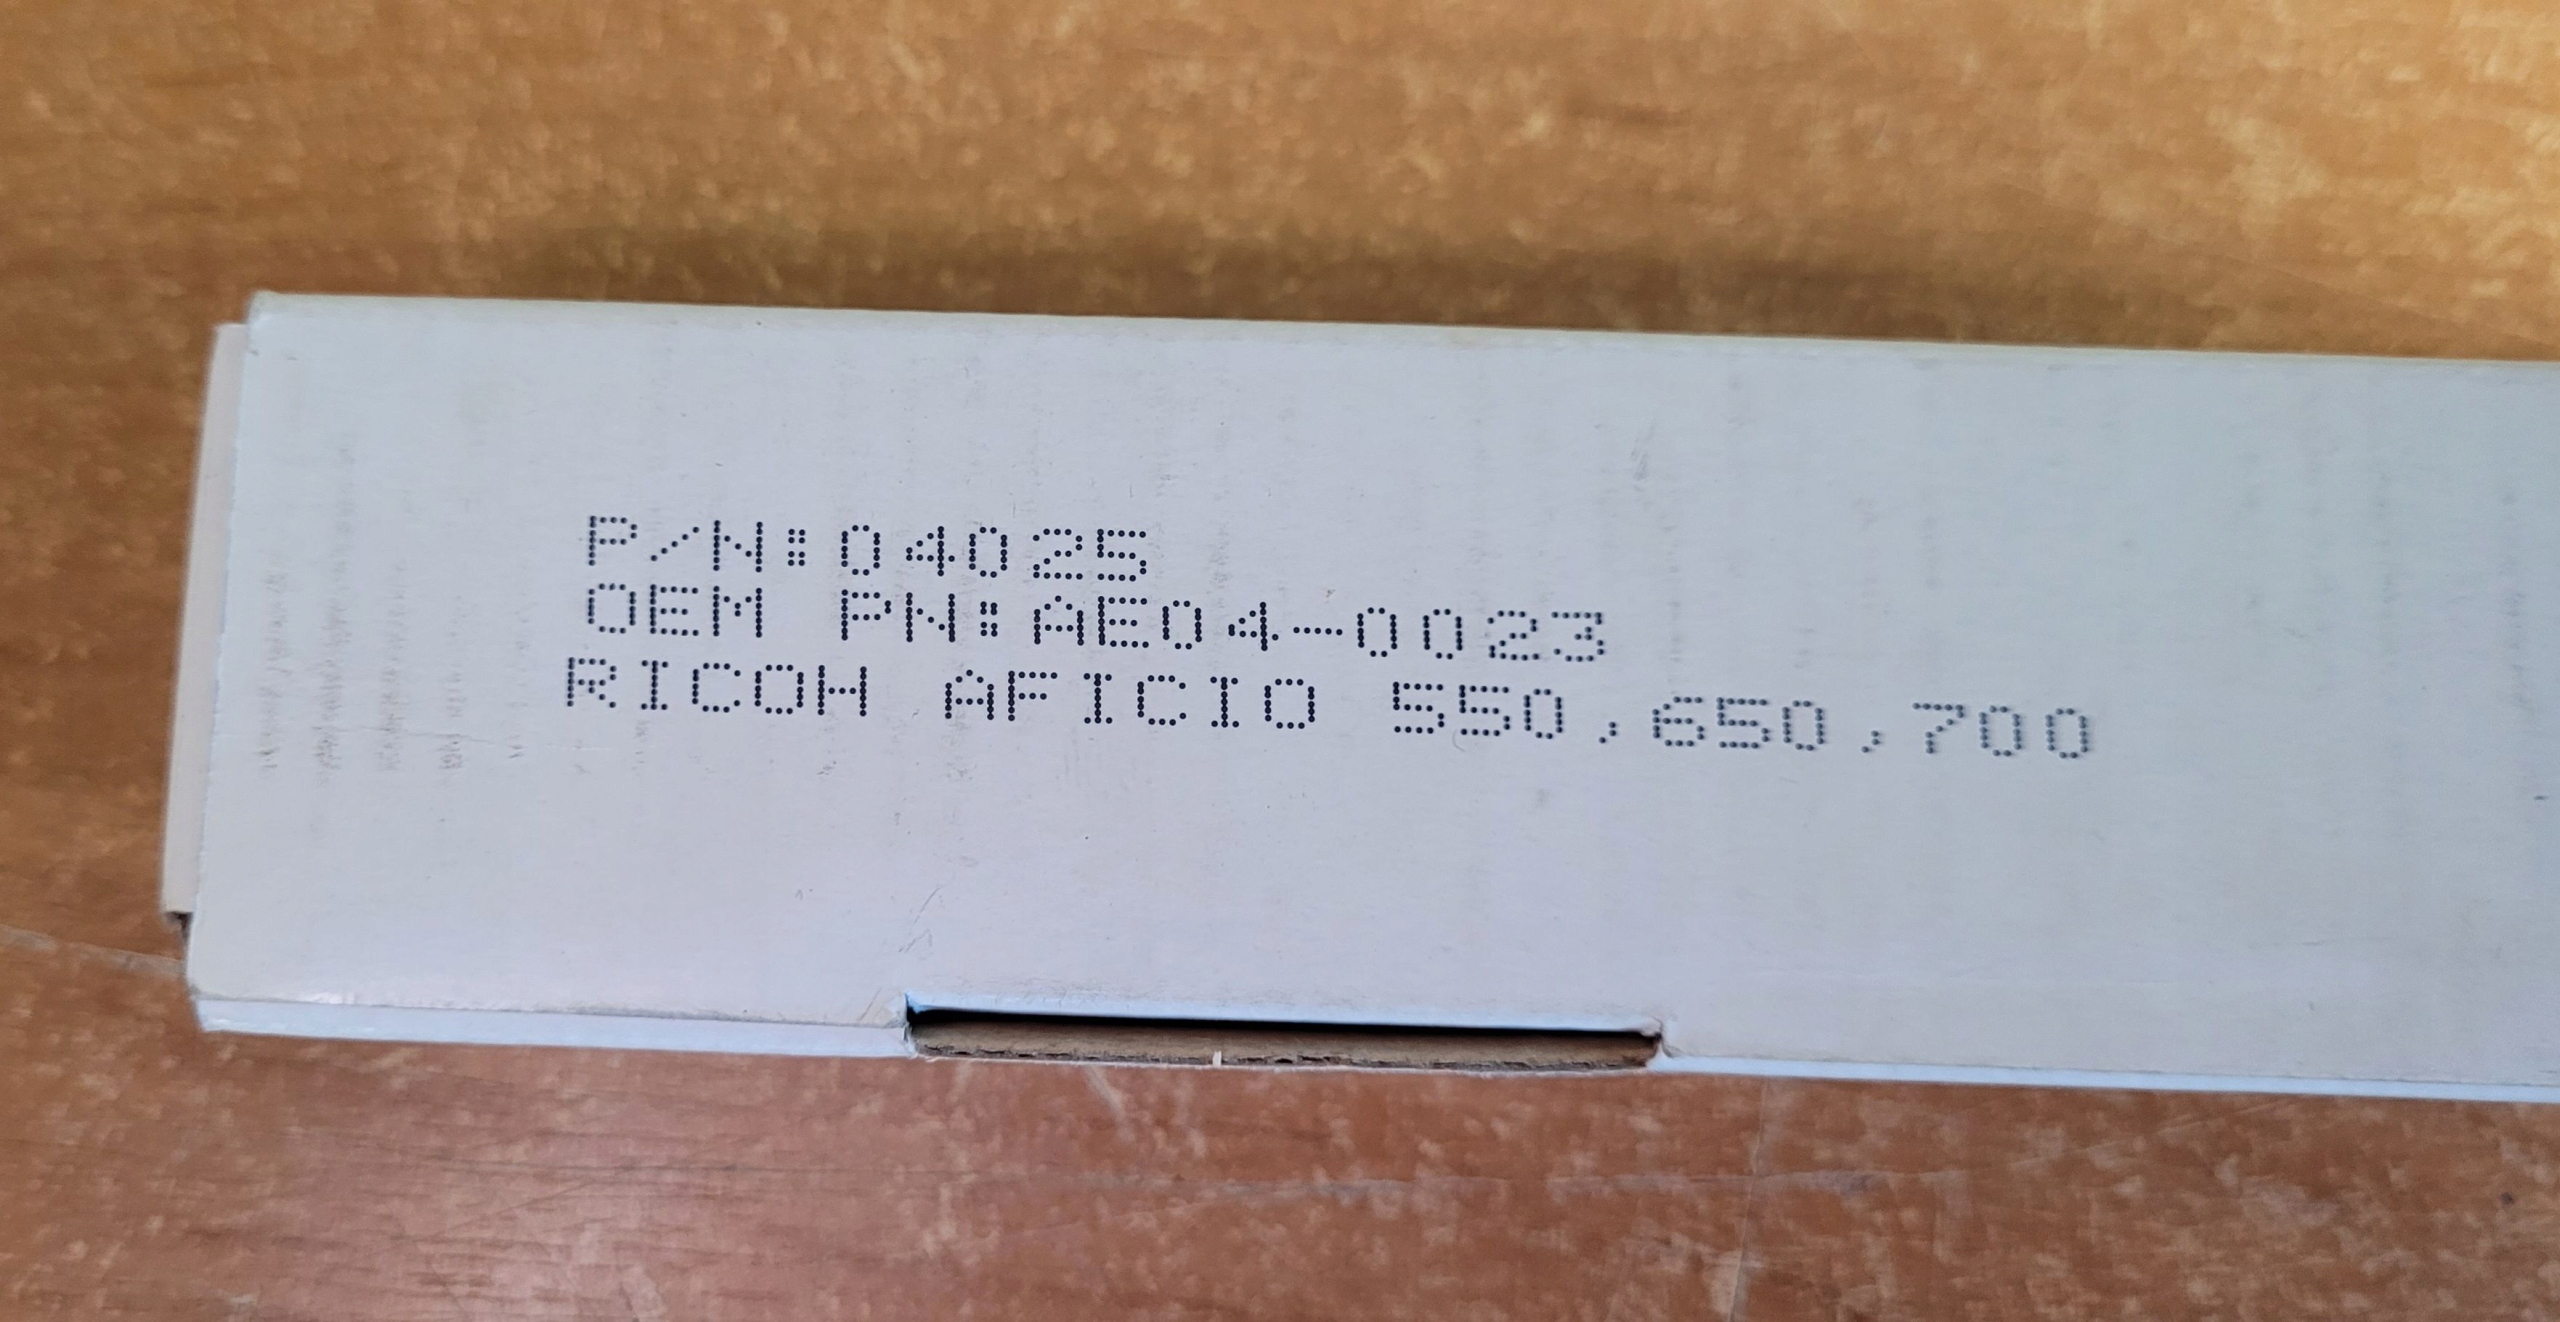 P/N:04025
OEM PN:AE04-0023
RICOH AFICIO 550,650,700